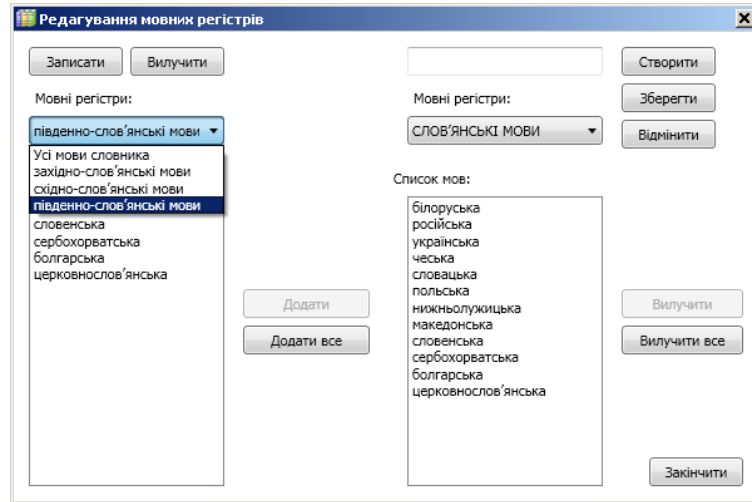 Редагування мовних регістрів
Записати
Вилучити
Створити
Мовні регістри:
Мовні регістри:
Зберегти
південно-слов'янські мови
СЛОВ'ЯНСЬКІ МОВИ
Відмінити
Усі мови словника
західно-слов'янські мови
східно-слов'янські мови
південно-слов'янські мови
словенська
сербохорватська
болгарська
церковнослов'янська
Список мов:
білоруська
російська
українська
чеська
словацька
польська
нижньолужицька
македонська
словенська
сербохорватська
болгарська
церковнослов'янська
Додати
Додати все
Вилучити
Вилучити все
Закінчити